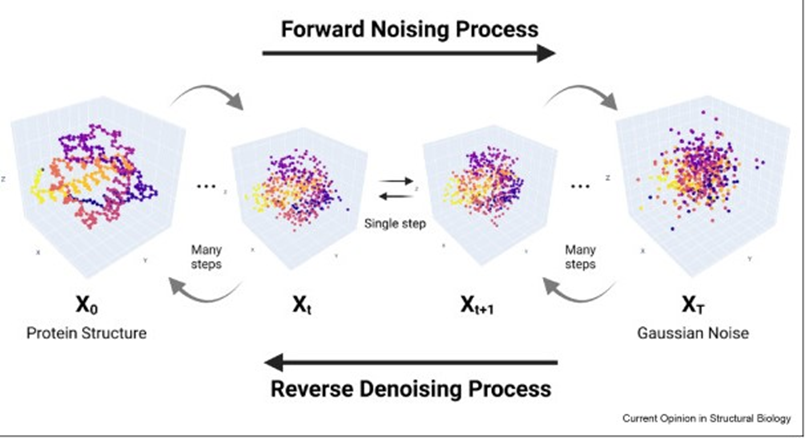 Forward Noising Process
Z
X
Y
...
Many
steps
Z
X
Y
Single step
Z
X
Y
...
Many
steps
Z
X
Y
X0
Protein Structure
Xt
Xt+1
XT
Gaussian Noise
Reverse Denoising Process
Current Opinion in Structural Biology